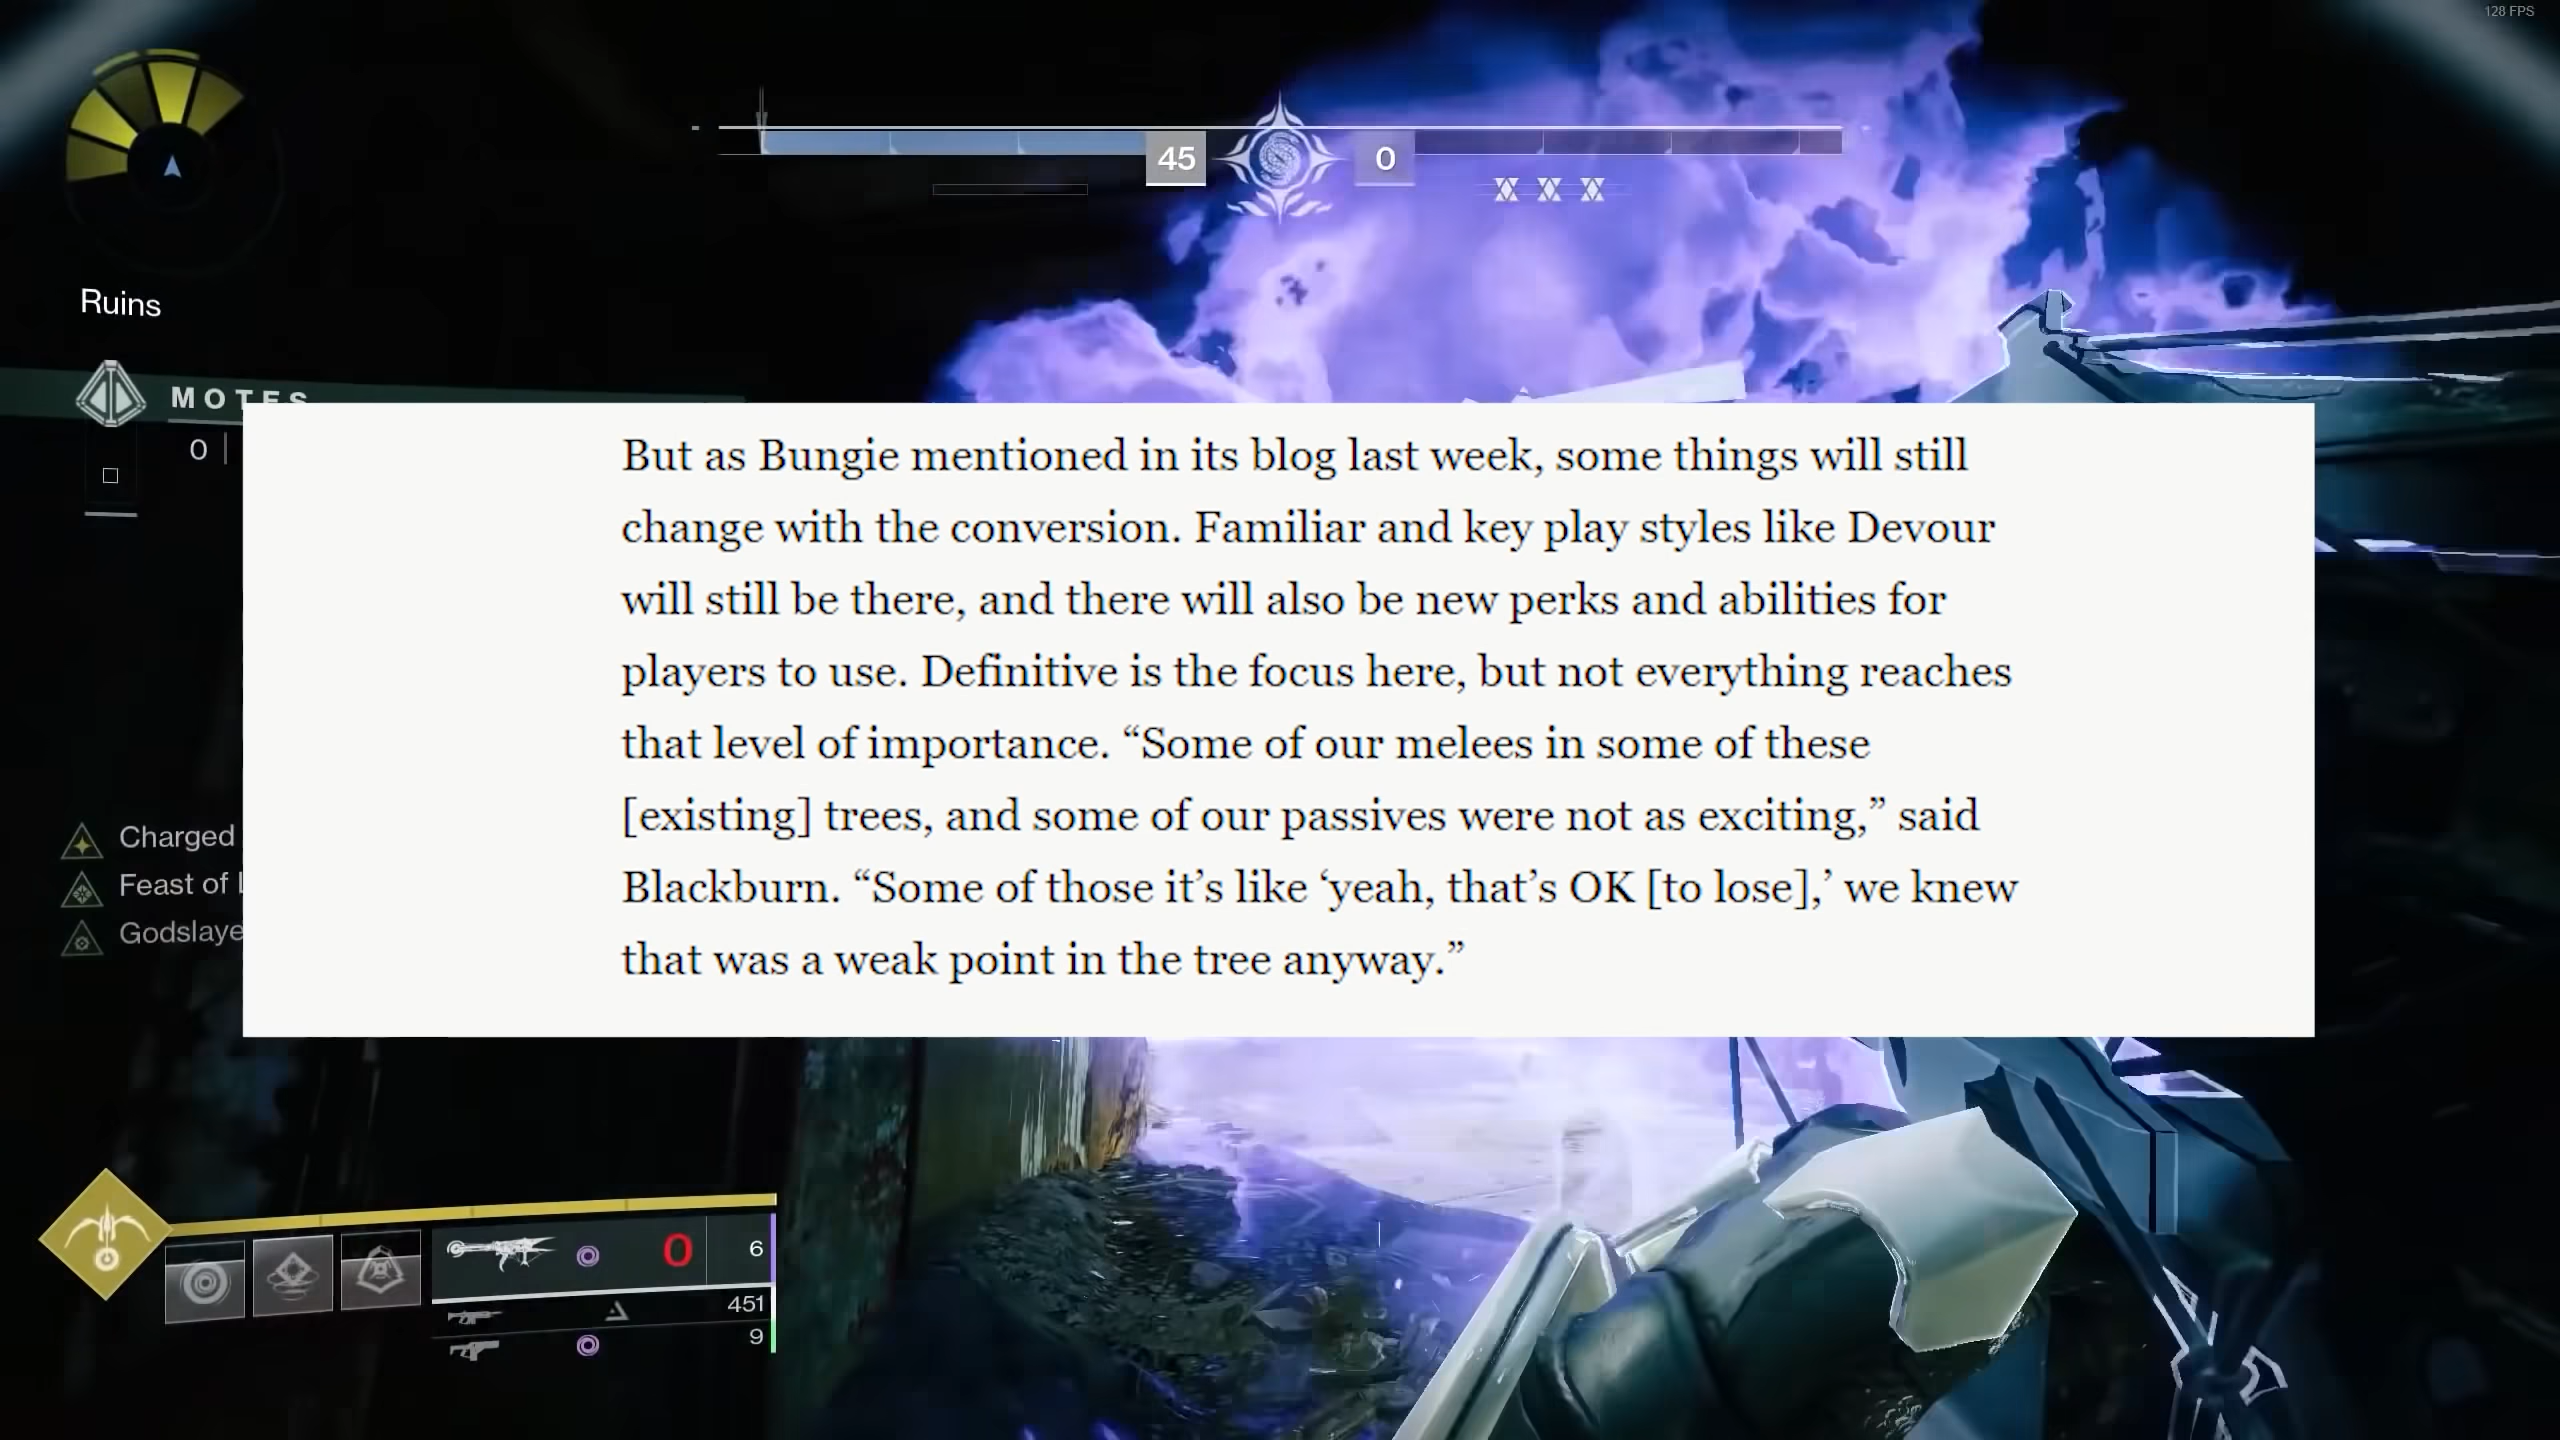 128 FPS
45
0
Ruins
MOTES
0
But as Bungie mentioned in its blog last week, some things will still
change with the conversion. Familiar and key play styles like Devour
will still be there, and there will also be new perks and abilities for
players to use. Definitive is the focus here, but not everything reaches
that level of importance. “Some of our melees in some of these
[existing] trees, and some of our passives were not as exciting,” said
Blackburn. “Some of those it’s like ‘yeah, that’s OK [to lose],’ we knew
that was a weak point in the tree anyway.”
Charged
Feast of
Godslaye
0
6
451
9